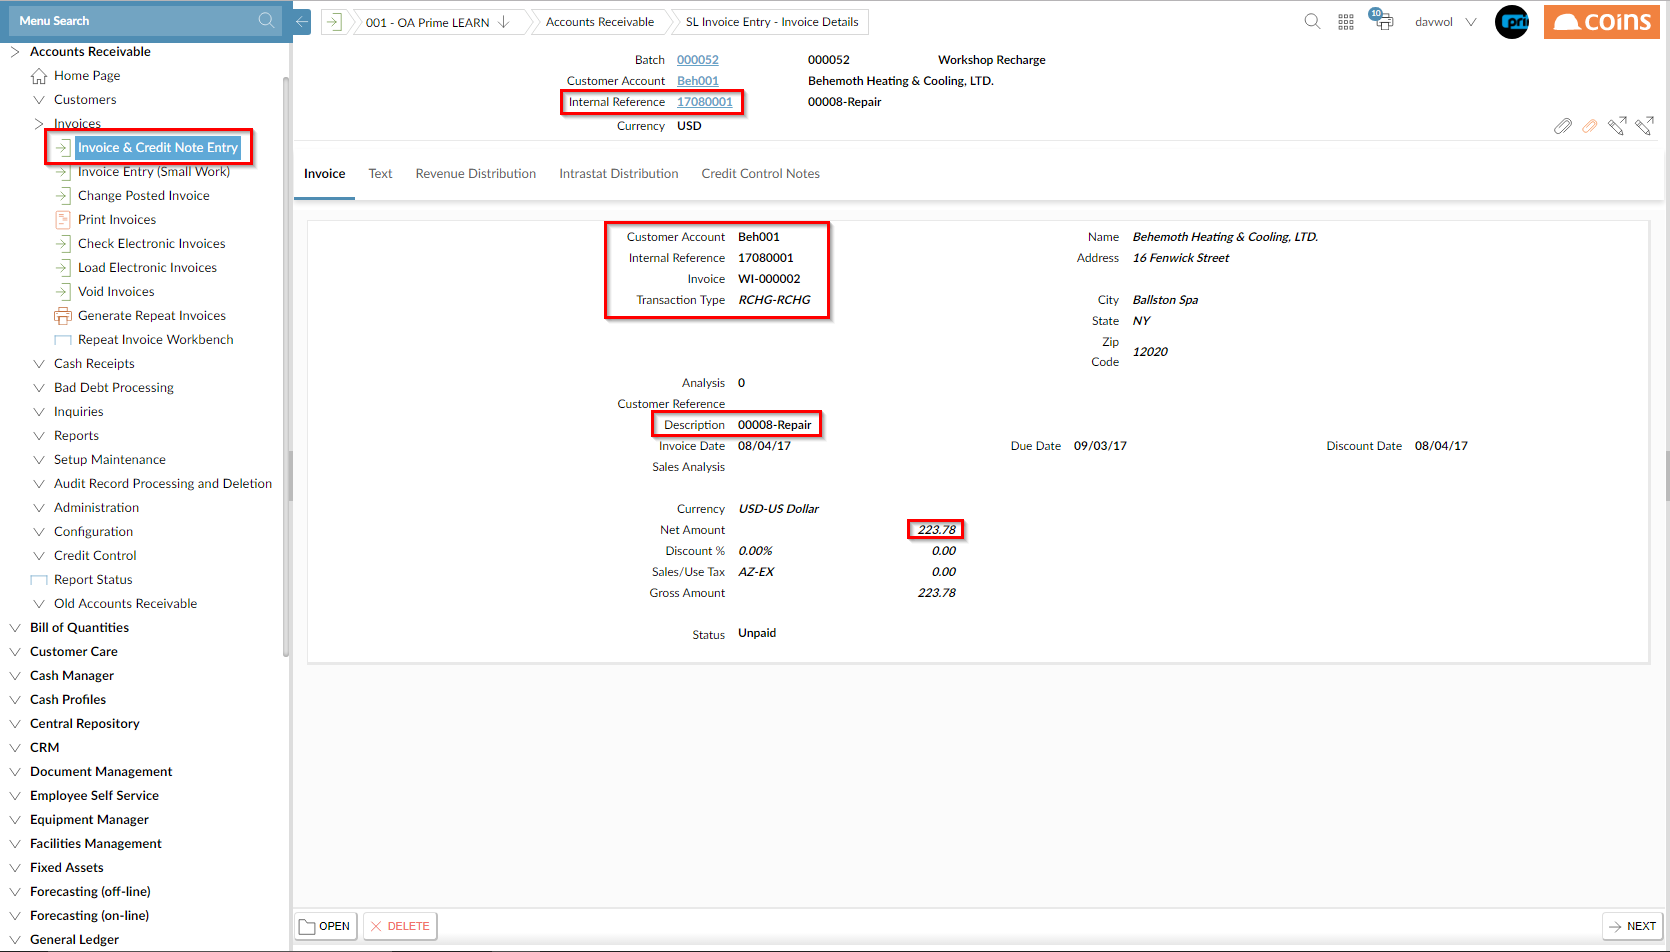 Menu Search
001 - OA Prime LEARN
Accounts Receivable
SL Invoice Entry - Invoice Details
10
davwol
pri
coins
Accounts Receivable
Home Page
Customers
Invoices
Invoice & Credit Note Entry
Invoice Entry (Small Work)
Change Posted Invoice
Print Invoices
Check Electronic Invoices
Load Electronic Invoices
Void Invoices
Generate Repeat Invoices
Repeat Invoice Workbench
Cash Receipts
Bad Debt Processing
Inquiries
Reports
Setup Maintenance
Audit Record Processing and Deletion
Administration
Configuration
Credit Control
Report Status
Old Accounts Receivable
Bill of Quantities
Customer Care
Cash Manager
Cash Profiles
Central Repository
CRM
Document Management
Employee Self Service
Equipment Manager
Facilities Management
Fixed Assets
Forecasting (off-line)
Forecasting (on-line)
General Ledger
Batch 000052 000052 Workshop Recharge
Customer Account Beh001 Behemoth Heating & Cooling, LTD.
Internal Reference 17080001 00008-Repair
Currency USD
Invoice Text Revenue Distribution Intrastat Distribution Credit Control Notes
Customer Account Beh001 Name Behemoth Heating & Cooling, LTD.
Internal Reference 17080001 Address 16 Fenwick Street
Invoice WI-000002
Transaction Type RCHG-RCHG City Ballston Spa
State NY
Zip
Code 12020
Analysis 0
Customer Reference
Description 00008-Repair
Invoice Date 08/04/17 Due Date 09/03/17 Discount Date 08/04/17
Sales Analysis
Currency USD-US Dollar
Net Amount 223.78
Discount % 0.00% 0.00
Sales/Use Tax AZ-EX 0.00
Gross Amount 223.78
Status Unpaid
OPEN DELETE NEXT